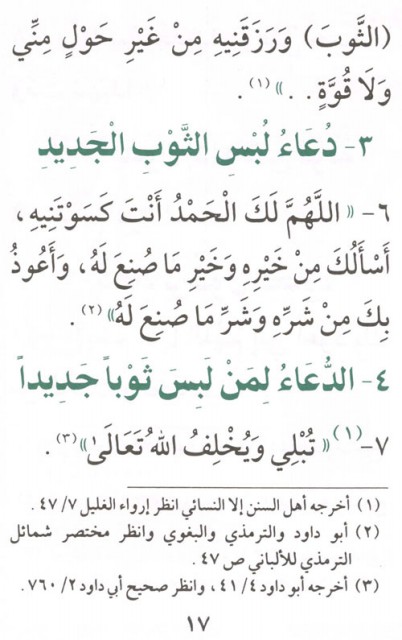 (الثَّوبَ) وَرَزَقَنِيهِ مِنْ غَيْرِ حَوْلٍ مِنِّي
وَلَا قُوَّةٍ . . » (١) .
٣- دُعَاءُ لُبْسِ الثَّوْبِ الْجَدِيدِ
٦- « اللَّهُمَّ لَكَ الْحَمْدُ أَنْتَ كَسَوْتَنِيهِ ،
أَسْأَلُكَ مِنْ خَيْرِهِ وَخَيْرِ مَا صُنِعَ لَهُ ، وَأَعُوذُ
بِكَ مِنْ شَرِّهِ وَشَرِّ مَا صُنِعَ لَهُ» (٢) .
٤- الدُّعَاءُ لِمَنْ لَبِسَ ثَوْباً جَدِيداً
٧-(١) « تُبْلِي وَيُخْلِفُ اللهُ تَعَالَىٰ» (٣) .
(١) أخرجه أهل السنن إلا النسائي انظر إرواء الغليل ٧/ ٤٧ .
(٢) أبو داود والترمذي والبغوي وانظر مختصر شمائل
الترمذي للألباني ص ٤٧ .
(٣) أخرجه أبو داود ٤/ ٤١ ، وانظر صحيح أبي داود ٢/ ٧٦٠ .
١٧